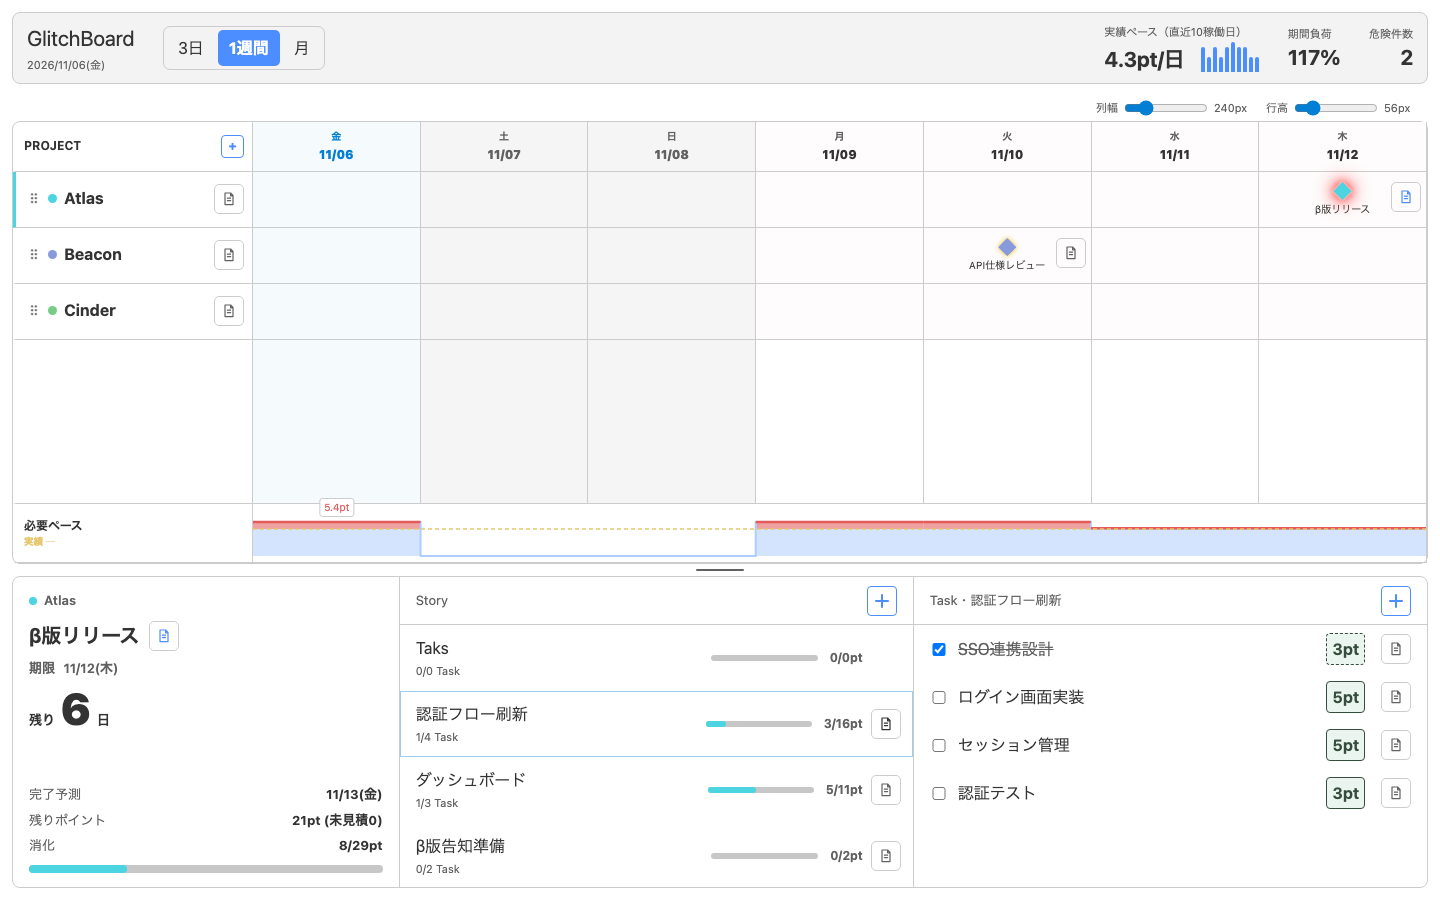 GlitchBoard
2026/11/06(金)
3日
1週間
月
実績ペース（直近10稼働日）
4.3pt/日
期間負荷
117%
危険件数
2
列幅
240px
行高
56px
PROJECT
+
金
11/06
土
11/07
日
11/08
月
11/09
火
11/10
水
11/11
木
11/12
Atlas
β版リリース
Beacon
API仕様レビュー
Cinder
必要ペース
実績
5.4pt
Atlas
β版リリース
期限 11/12(木)
残り 6 日
完了予測 11/13(金)
残りポイント 21pt (未見積0)
消化 8/29pt
Story
+
Taks
0/0 Task
0/0pt
認証フロー刷新
1/4 Task
3/16pt
ダッシュボード
1/3 Task
5/11pt
β版告知準備
0/2 Task
0/2pt
Task・認証フロー刷新
+
SSO連携設計
3pt
ログイン画面実装
5pt
セッション管理
5pt
認証テスト
3pt